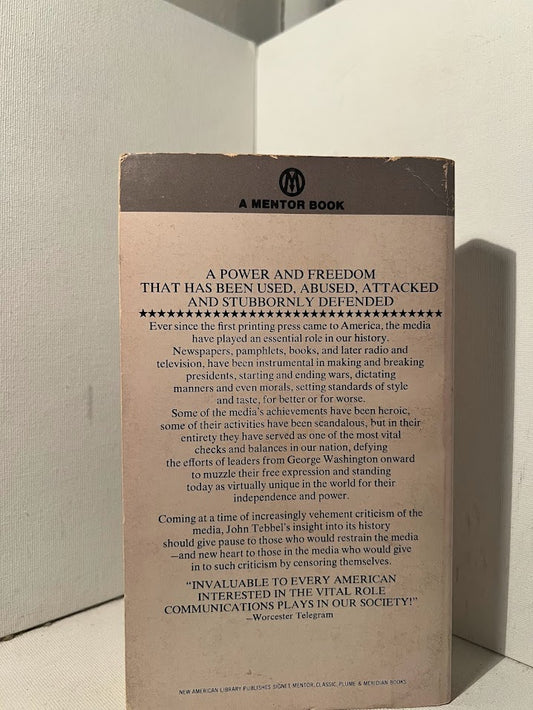 M
A MENTOR BOOK
A POWER AND FREEDOM
THAT HAS BEEN USED, ABUSED, ATTACKED
AND STUBBORNLY DEFENDED
★★★★★★★★★★★★★★★★★★★★★★★★★★★★★★★★★★★★★★
Ever since the first printing press came to America, the media
have played an essential role in our history.
Newspapers, pamphlets, books, and later radio and
television, have been instrumental in making and breaking
presidents, starting and ending wars, dictating
manners and even morals, setting standards of style
and taste, for better or for worse.
Some of the media's achievements have been heroic,
some of their activities have been scandalous, but in their
entirety they have served as one of the most vital
checks and balances in our nation, defying
the efforts of leaders from George Washington onward
to muzzle their free expression and standing
today as virtually unique in the world for their
independence and power.
Coming at a time of increasingly vehement criticism of the
media, John Tebbel's insight into its history
should give pause to those who would restrain the media
—and new heart to those in the media who would give
in to such criticism by censoring themselves.
“INVALUABLE TO EVERY AMERICAN
INTERESTED IN THE VITAL ROLE
COMMUNICATIONS PLAYS IN OUR SOCIETY!”
—Worcester Telegram
NEW AMERICAN LIBRARY PUBLISHES SIGNET, MENTOR, CLASSIC, PLUME & MERIDIAN BOOKS